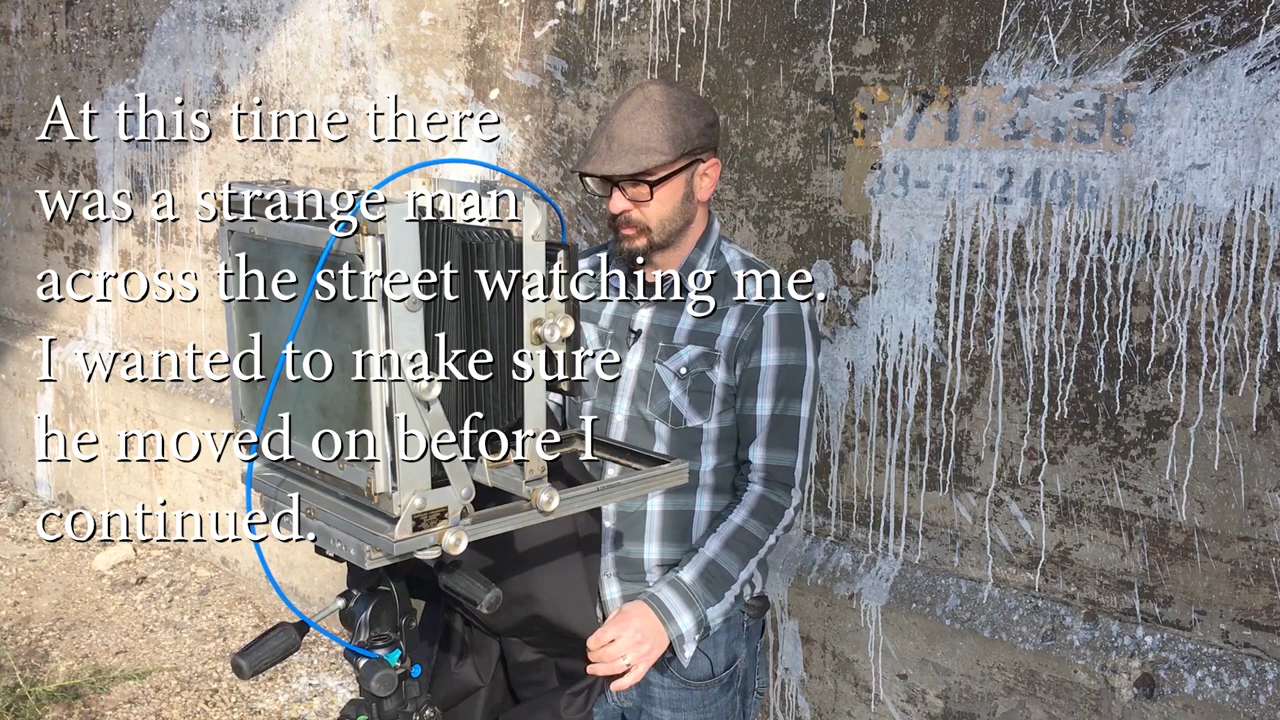 At this time there
was a strange man
across the street watching me.
I wanted to make sure
he moved on before I
continued.